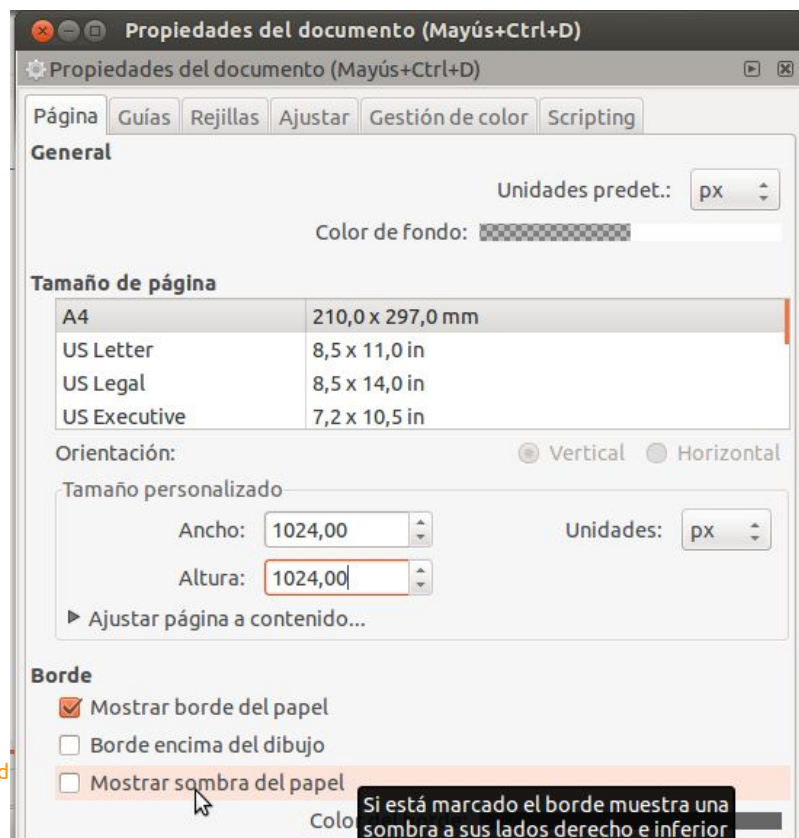 Propiedades del documento (Mayús+Ctrl+D)
Propiedades del documento (Mayús+Ctrl+D)
Página Guías Rejillas Ajustar Gestión de color Scripting
General
Unidades predet.: px
Color de fondo:
Tamaño de página
A4 210,0 x 297,0 mm
US Letter 8,5 x 11,0 in
US Legal 8,5 x 14,0 in
US Executive 7,2 x 10,5 in
Orientación: Vertical Horizontal
Tamaño personalizado
Ancho: 1024,00 Unidades: px
Altura: 1024,00
Ajustar página a contenido...
Borde
Mostrar borde del papel
Borde encima del dibujo
d
Mostrar sombra del papel
Si está marcado el borde muestra una
Color del borde:
sombra a sus lados derecho e inferior